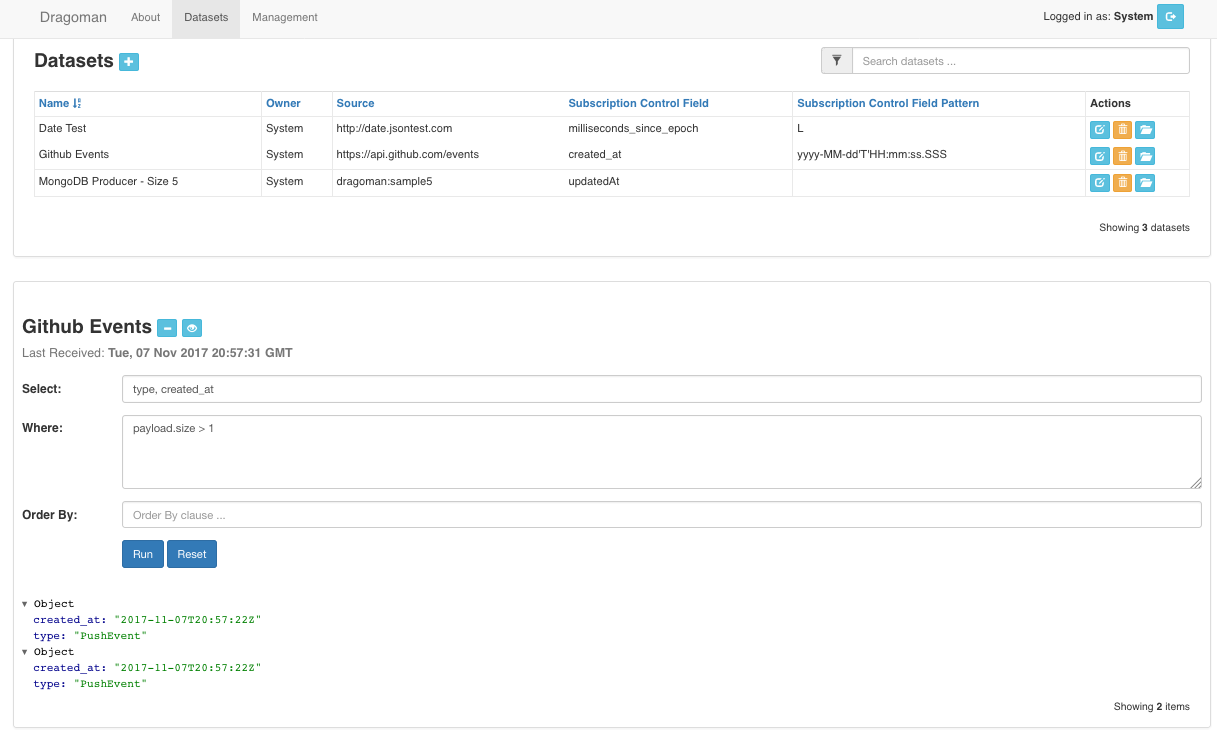 Dragoman About Datasets Management Logged in as: System
Datasets Search datasets ...
Name Owner Source Subscription Control Field Subscription Control Field Pattern Actions
Date Test System http://date.jsontest.com milliseconds_since_epoch L
Github Events System https://api.github.com/events created_at yyyy-MM-dd'T'HH:mm:ss.SSS
MongoDB Producer - Size 5 System dragoman:sample5 updatedAt
Showing 3 datasets
Github Events
Last Received: Tue, 07 Nov 2017 20:57:31 GMT
Select: type, created_at
Where: payload.size > 1
Order By: Order By clause ...
Run Reset
Object
created_at: "2017-11-07T20:57:22Z"
type: "PushEvent"
Object
created_at: "2017-11-07T20:57:22Z"
type: "PushEvent"
Showing 2 items